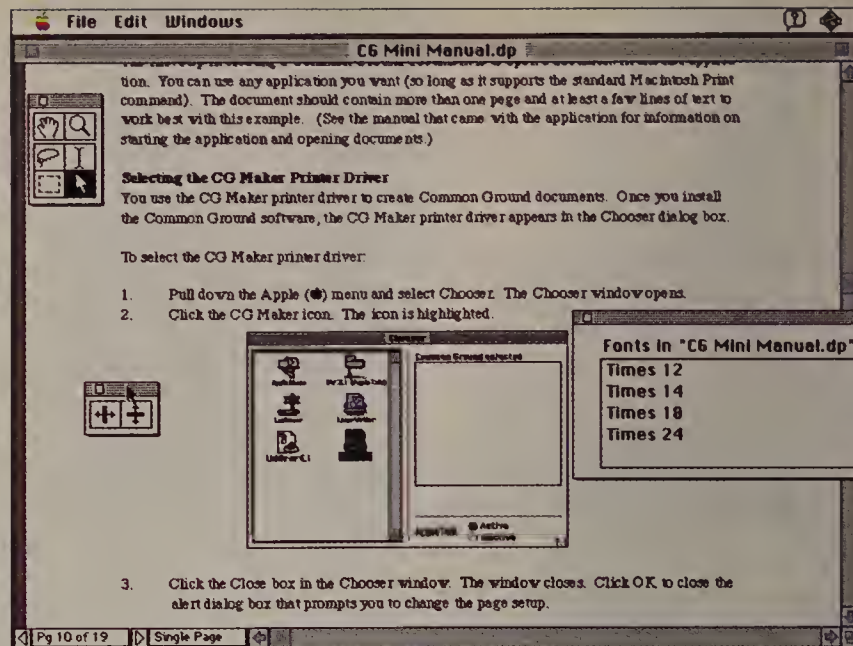 File Edit Windows
CG Mini Manual.dp
tion. You can use any application you want (so long as it supports the standard Macintosh Print
command). The document should contain more than one page and at least a few lines of text to
work best with this example. (See the manual that came with the application for information on
starting the application and opening documents.)
Selecting the CG Maker Printer Driver
You use the CG Maker printer driver to create Common Ground documents. Once you install
the Common Ground software, the CG Maker printer driver appears in the Chooser dialog box.
To select the CG Maker printer driver:
1. Pull down the Apple () menu and select Chooser. The Chooser window opens.
2. Click the CG Maker icon. The icon is highlighted.
Chooser
Common Ground selected
AppleShare
LaserWriter
AppleTalk Active
Inactive
Fonts in "CG Mini Manual.dp"
Times 12
Times 14
Times 18
Times 24
3. Click the Close box in the Chooser window. The window closes. Click OK to close the
alert dialog box that prompts you to change the page setup.
Pg 10 of 19 Single Page